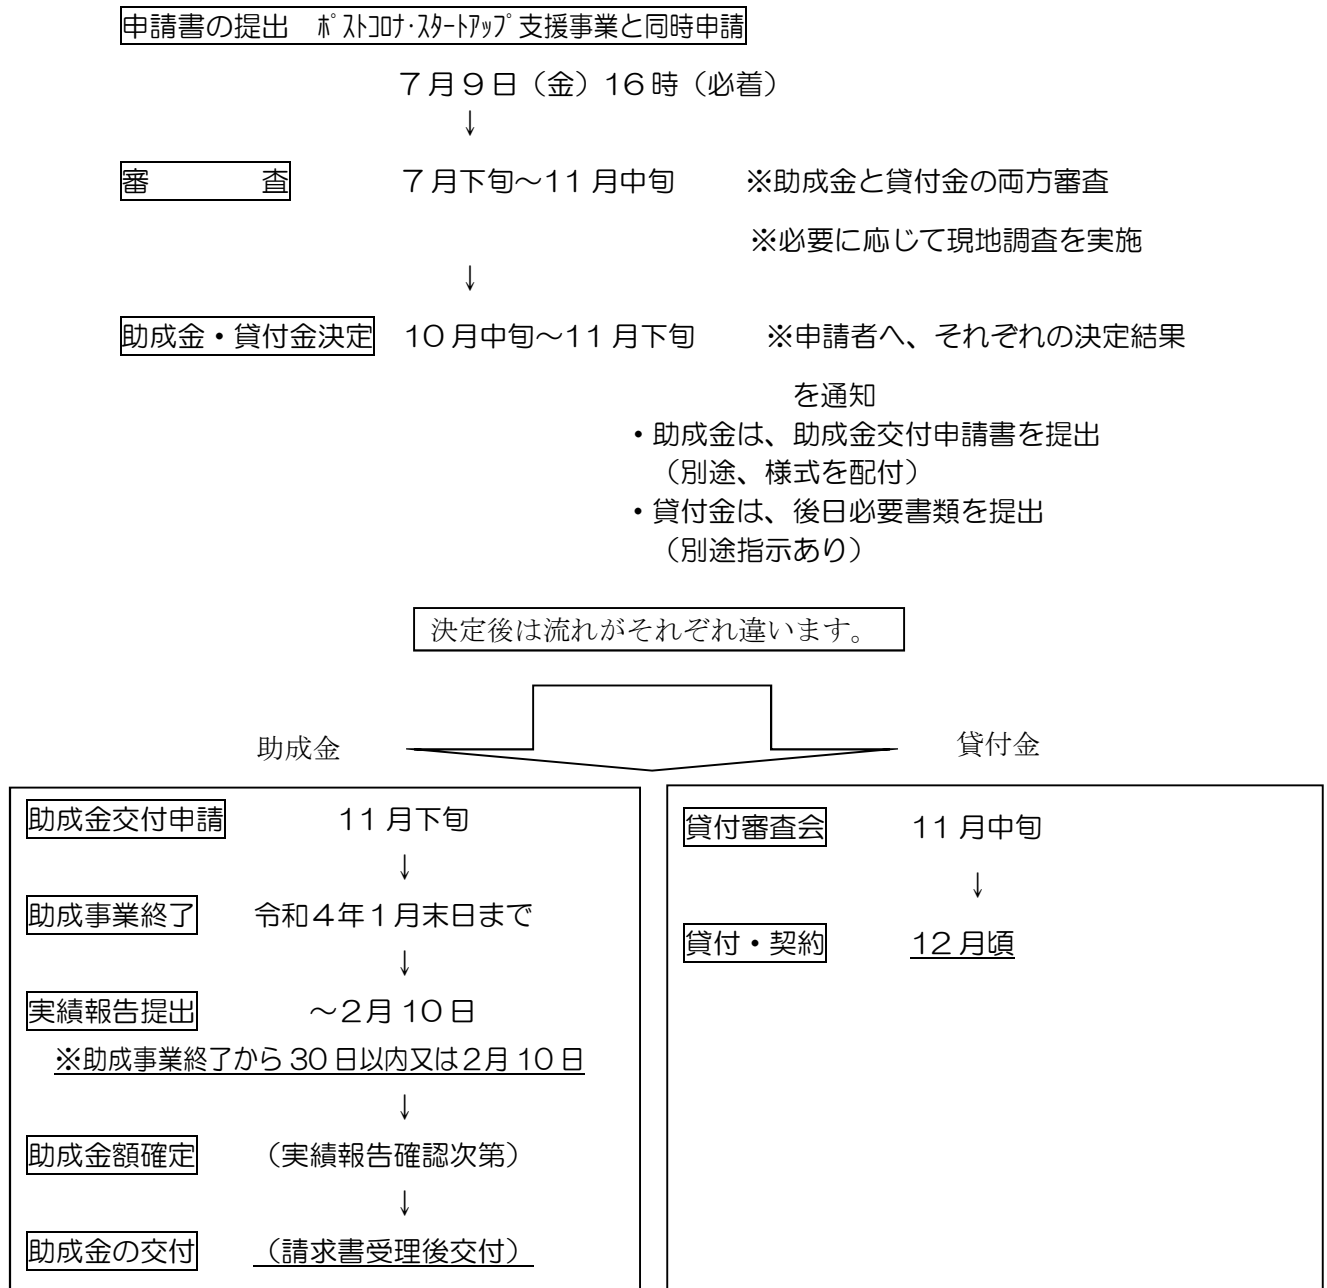 申請書の提出　ﾎﾟｽﾄｺﾛﾅ・ｽﾀｰﾄｱｯﾌﾟ支援事業と同時申請
７月９日（金）16時（必着）
↓
審　　　　査　７月下旬～11月中旬　※助成金と貸付金の両方審査
※必要に応じて現地調査を実施
↓
助成金・貸付金決定　10月中旬～11月下旬　※申請者へ、それぞれの決定結果
を通知
・助成金は、助成金交付申請書を提出
（別途、様式を配付）
・貸付金は、後日必要書類を提出
（別途指示あり）
決定後は流れがそれぞれ違います。
助成金
助成金交付申請　11月下旬
↓
助成事業終了　令和４年１月末日まで
↓
実績報告提出　～２月10日
※助成事業終了から30日以内又は２月10日
↓
助成金額確定　（実績報告確認次第）
↓
助成金の交付　（請求書受理後交付）
貸付金
貸付審査会　11月中旬
↓
貸付・契約　12月頃